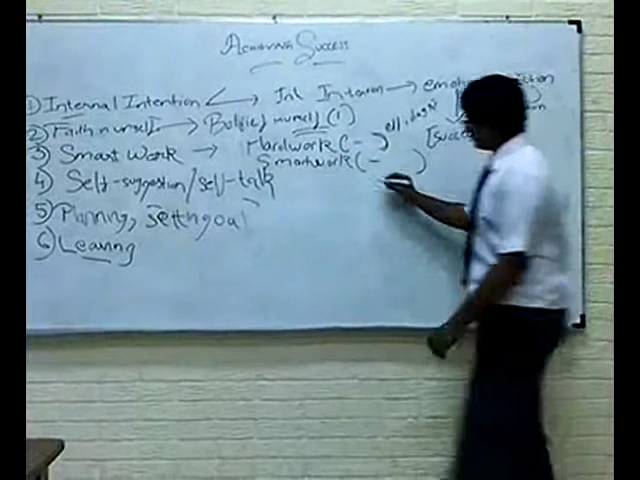 Achieving Success
① Internal Intention < → Int Intention → emotion
2) Faith in urself → Belief in urself (1)
3) Smart Work → Hardwork (- )
Smartwork (- )
4) Self-suggestion/self-talk
5) Planning, setting goal
⑥ Learning
[success